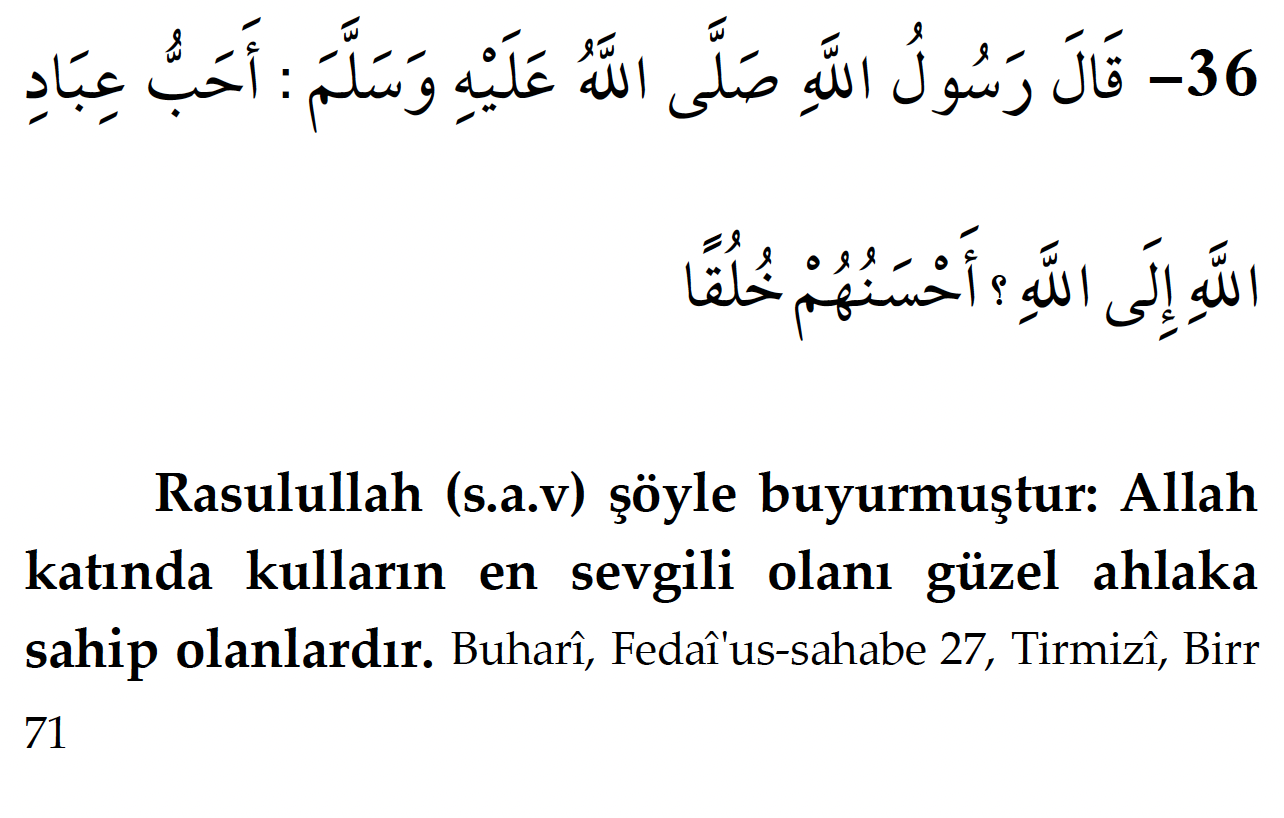 36- قَالَ رَسُولُ اللَّهِ صَلَّى اللَّهُ عَلَيْهِ وَسَلَّمَ : أَحَبُّ عِبَادِ
اللَّهِ إِلَى اللَّهِ ؟ أَحْسَنُهُمْ خُلُقًا
Rasulullah (s.a.v) şöyle buyurmuştur: Allah
katında kulların en sevgili olanı güzel ahlaka
sahip olanlardır. Buharî, Fedaî'us-sahabe 27, Tirmizî, Birr
71